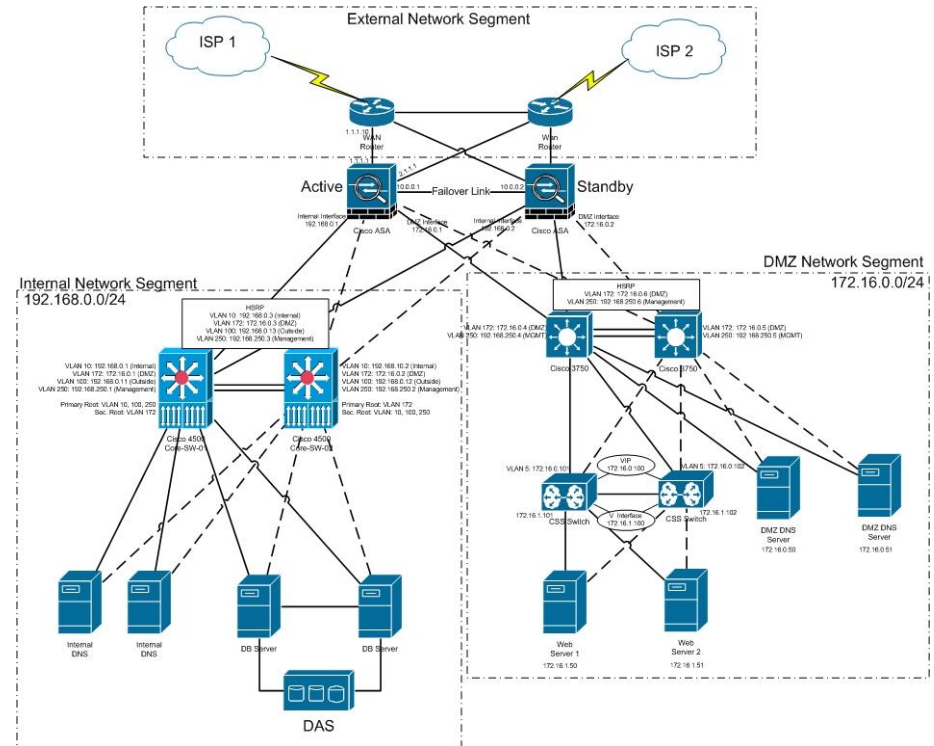 External Network Segment
ISP 1
ISP 2
1.1.1.10
WAN
Router
Wan
Router
1.1.1.1
2.1.1.1
Active
10.0.0.1
Failover Link
10.0.0.2
Standby
Internal Interface
192.168.0.1
Cisco ASA
DMZ Interface
172.16.0.1
Internal Interface
192.168.0.2
Cisco ASA
DMZ Interface
172.16.0.2
Internal Network Segment
192.168.0.0/24
DMZ Network Segment
172.16.0.0/24
HSRP
VLAN 10: 192.168.0.3 (Internal)
VLAN 172: 172.16.0.3 (DMZ)
VLAN 100: 192.168.0.13 (Outside)
VLAN 250: 192.168.250.3 (Management)
HSRP
VLAN 172: 172.16.0.6 (DMZ)
VLAN 250: 192.168.250.6 (Management)
VLAN 172: 172.16.0.4 (DMZ)
VLAN 250: 192.168.250.4 (MGMT)
VLAN 172: 172.16.0.5 (DMZ)
VLAN 250: 192.168.250.5 (MGMT)
Cisco 3750
Cisco 3750
VLAN 10: 192.168.0.1 (Internal)
VLAN 172: 172.16.0.1 (DMZ)
VLAN 100: 192.168.0.11 (Outside)
VLAN 250: 192.168.250.1 (Management)
Primary Root: VLAN 10, 100, 250
Sec. Root: VLAN 172
VLAN 10: 192.168.10.2 (Internal)
VLAN 172: 172.16.0.2 (DMZ)
VLAN 100: 192.168.0.12 (Outside)
VLAN 250: 192.168.250.2 (Management)
Primary Root: VLAN 172
Sec. Root: VLAN: 10, 100, 250
Cisco 4500
Core-SW-01
Cisco 4500
Core-SW-02
VLAN 5: 172.16.0.101
VIP
172.16.0.100
VLAN 5: 172.16.0.102
172.16.1.101
CSS Switch
V. Interface
172.16.1.100
172.16.1.102
CSS Switch
DMZ DNS
Server
172.16.0.50
DMZ DNS
Server
172.16.0.51
Internal
DNS
Internal
DNS
DB Server
DB Server
Web
Server 1
172.16.1.50
Web
Server 2
172.16.1.51
DAS